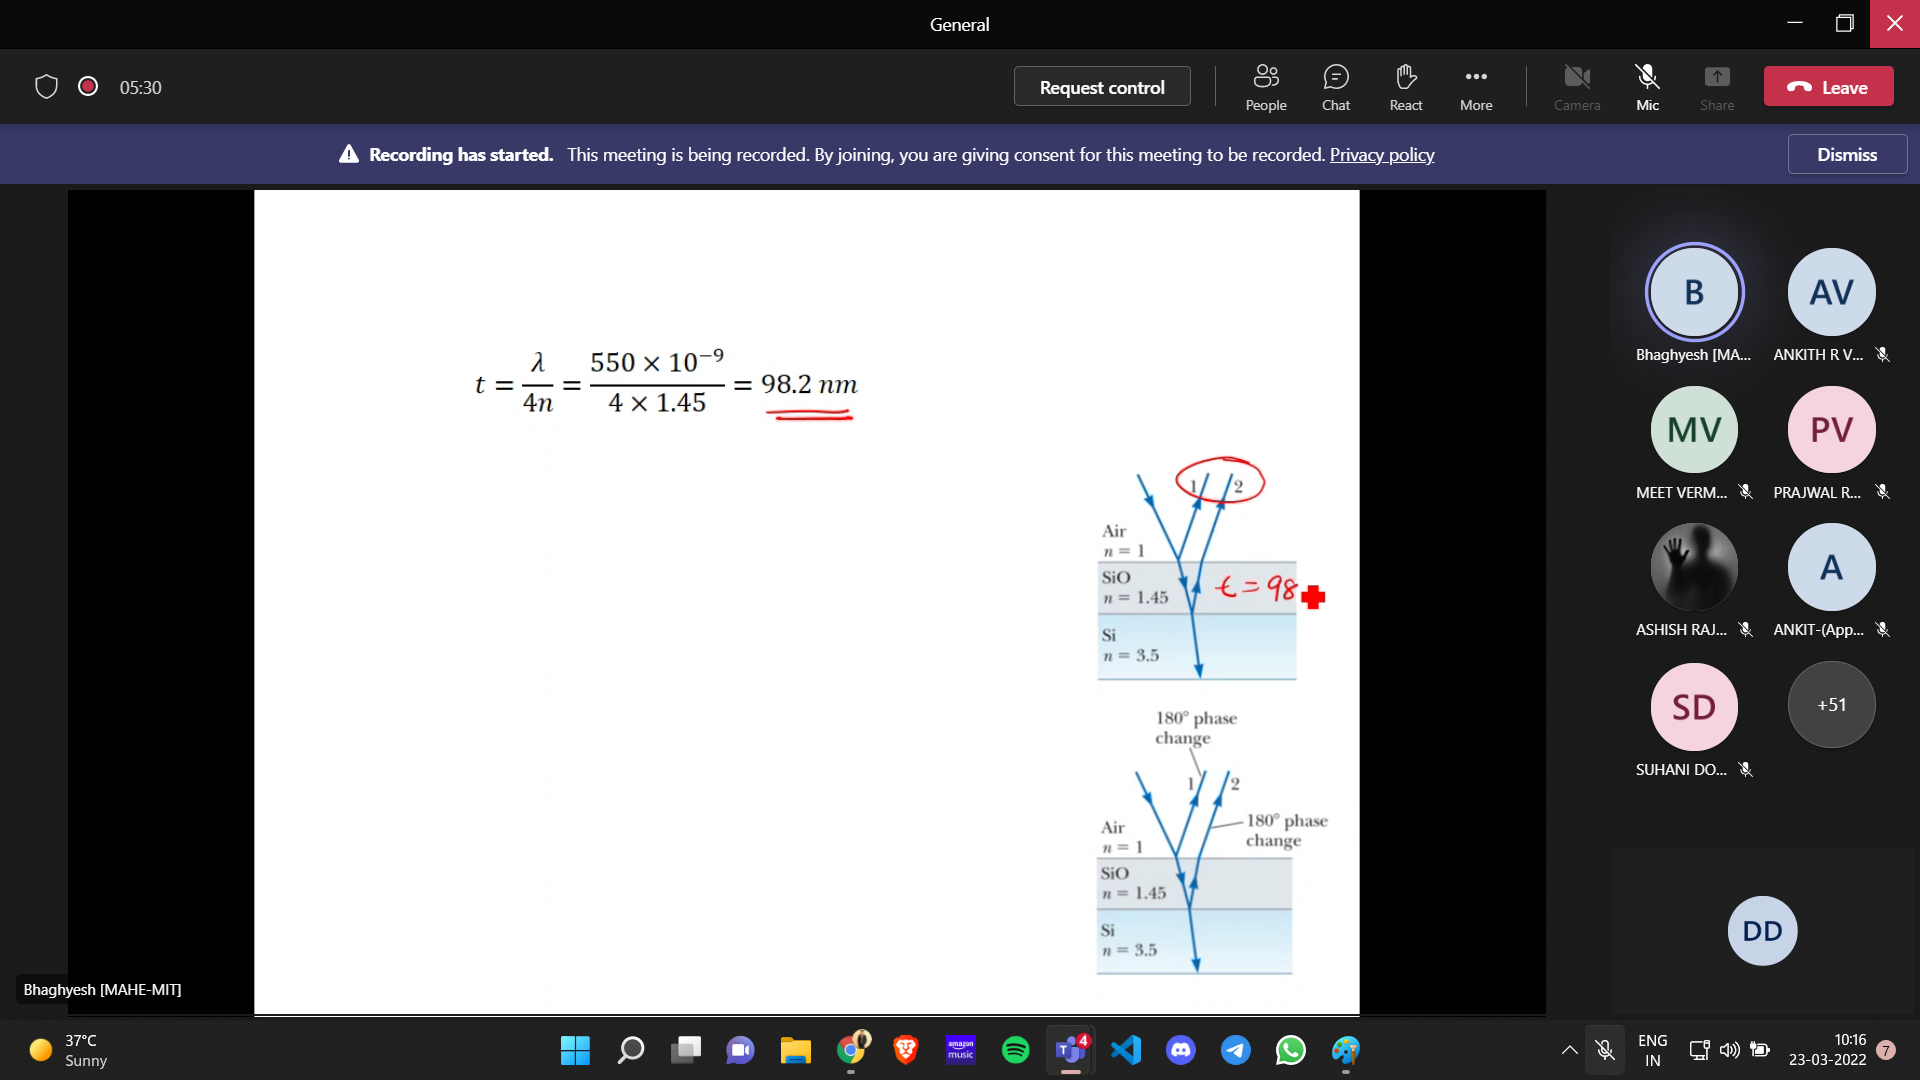 General
05:30
Request control
People
Chat
React
More
Camera
Mic
Share
Leave
Recording has started. This meeting is being recorded. By joining, you are giving consent for this meeting to be recorded. Privacy policy
Dismiss
t = λ/4n = 550 × 10⁻⁹/4 × 1.45 = 98.2 nm
1 2
Air
n = 1
SiO
n = 1.45
t = 98
Si
n = 3.5
180° phase
change
1 2
180° phase
change
Air
n = 1
SiO
n = 1.45
Si
n = 3.5
Bhaghyesh [MAHE-MIT]
B
Bhaghyesh [MA...
AV
ANKITH R V...
MV
MEET VERM...
PV
PRAJWAL R...
ASHISH RAJ...
A
ANKIT-(App...
SD
SUHANI DO...
+51
DD
37°C
Sunny
amazon
music
T
4
ENG
IN
10:16
23-03-2022
7